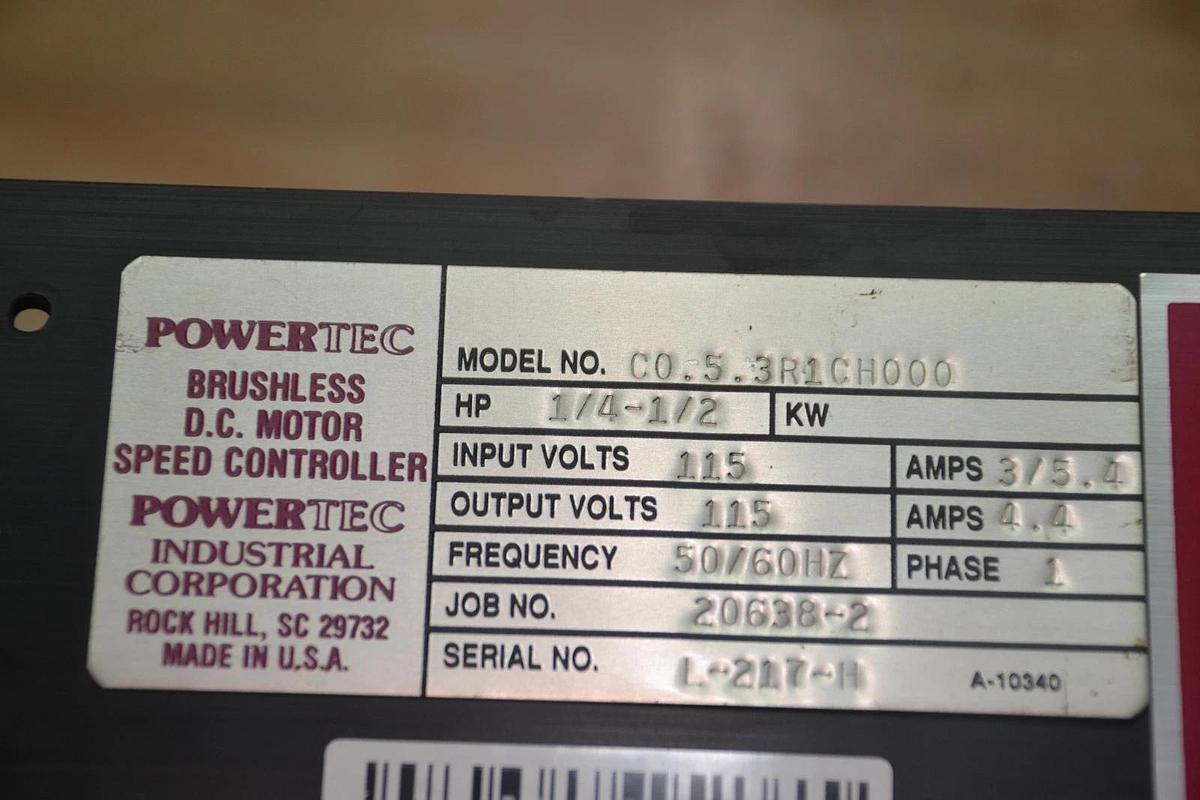 POWERTEC
BRUSHLESS
D.C. MOTOR
SPEED CONTROLLER
POWERTEC
INDUSTRIAL
CORPORATION
ROCK HILL, SC 29732
MADE IN U.S.A.
MODEL NO. C0.5.3R1CH000
HP 1/4-1/2 KW
INPUT VOLTS 115 AMPS 3/5.4
OUTPUT VOLTS 115 AMPS 4.4
FREQUENCY 50/60HZ PHASE 1
JOB NO. 20638-2
SERIAL NO. L-217-H A-10340